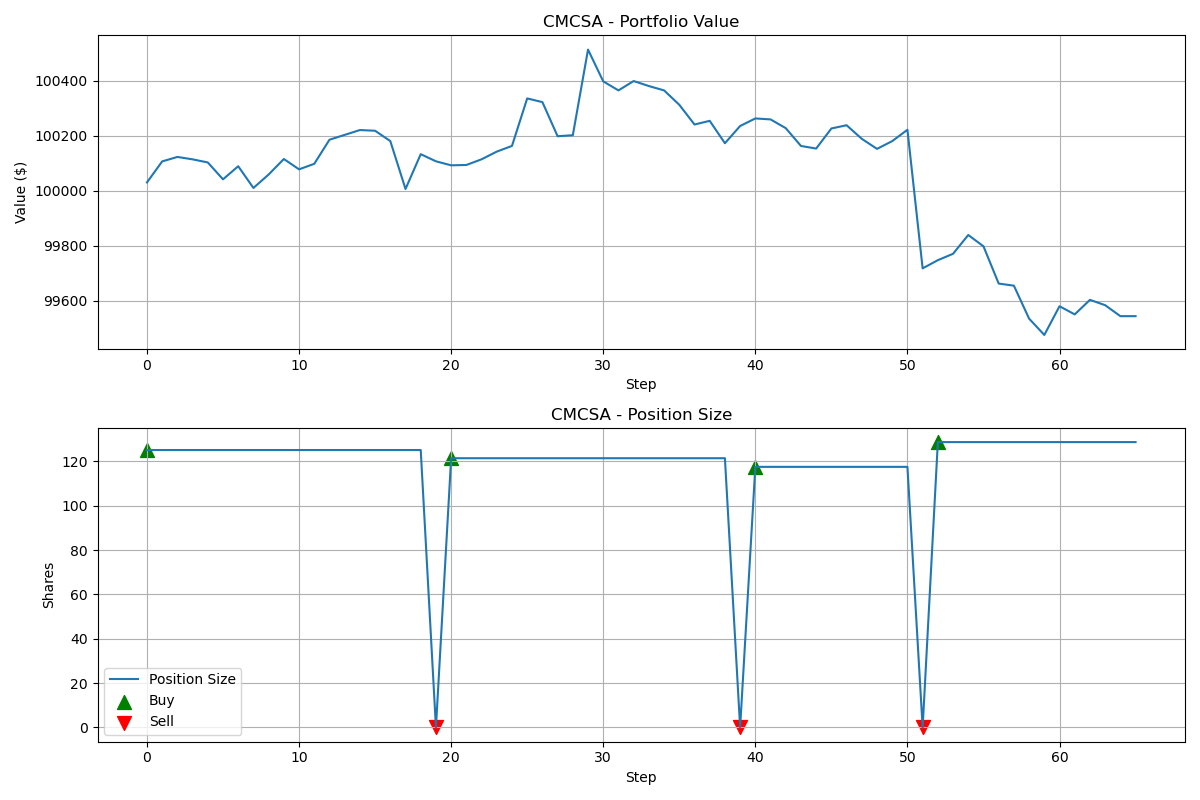 CMCSA - Portfolio Value
Value ($)
100400
100200
100000
99800
99600
0 10 20 30 40 50 60
Step
CMCSA - Position Size
Shares
120
100
80
60
40
20
0
Position Size
Buy
Sell
0 10 20 30 40 50 60
Step